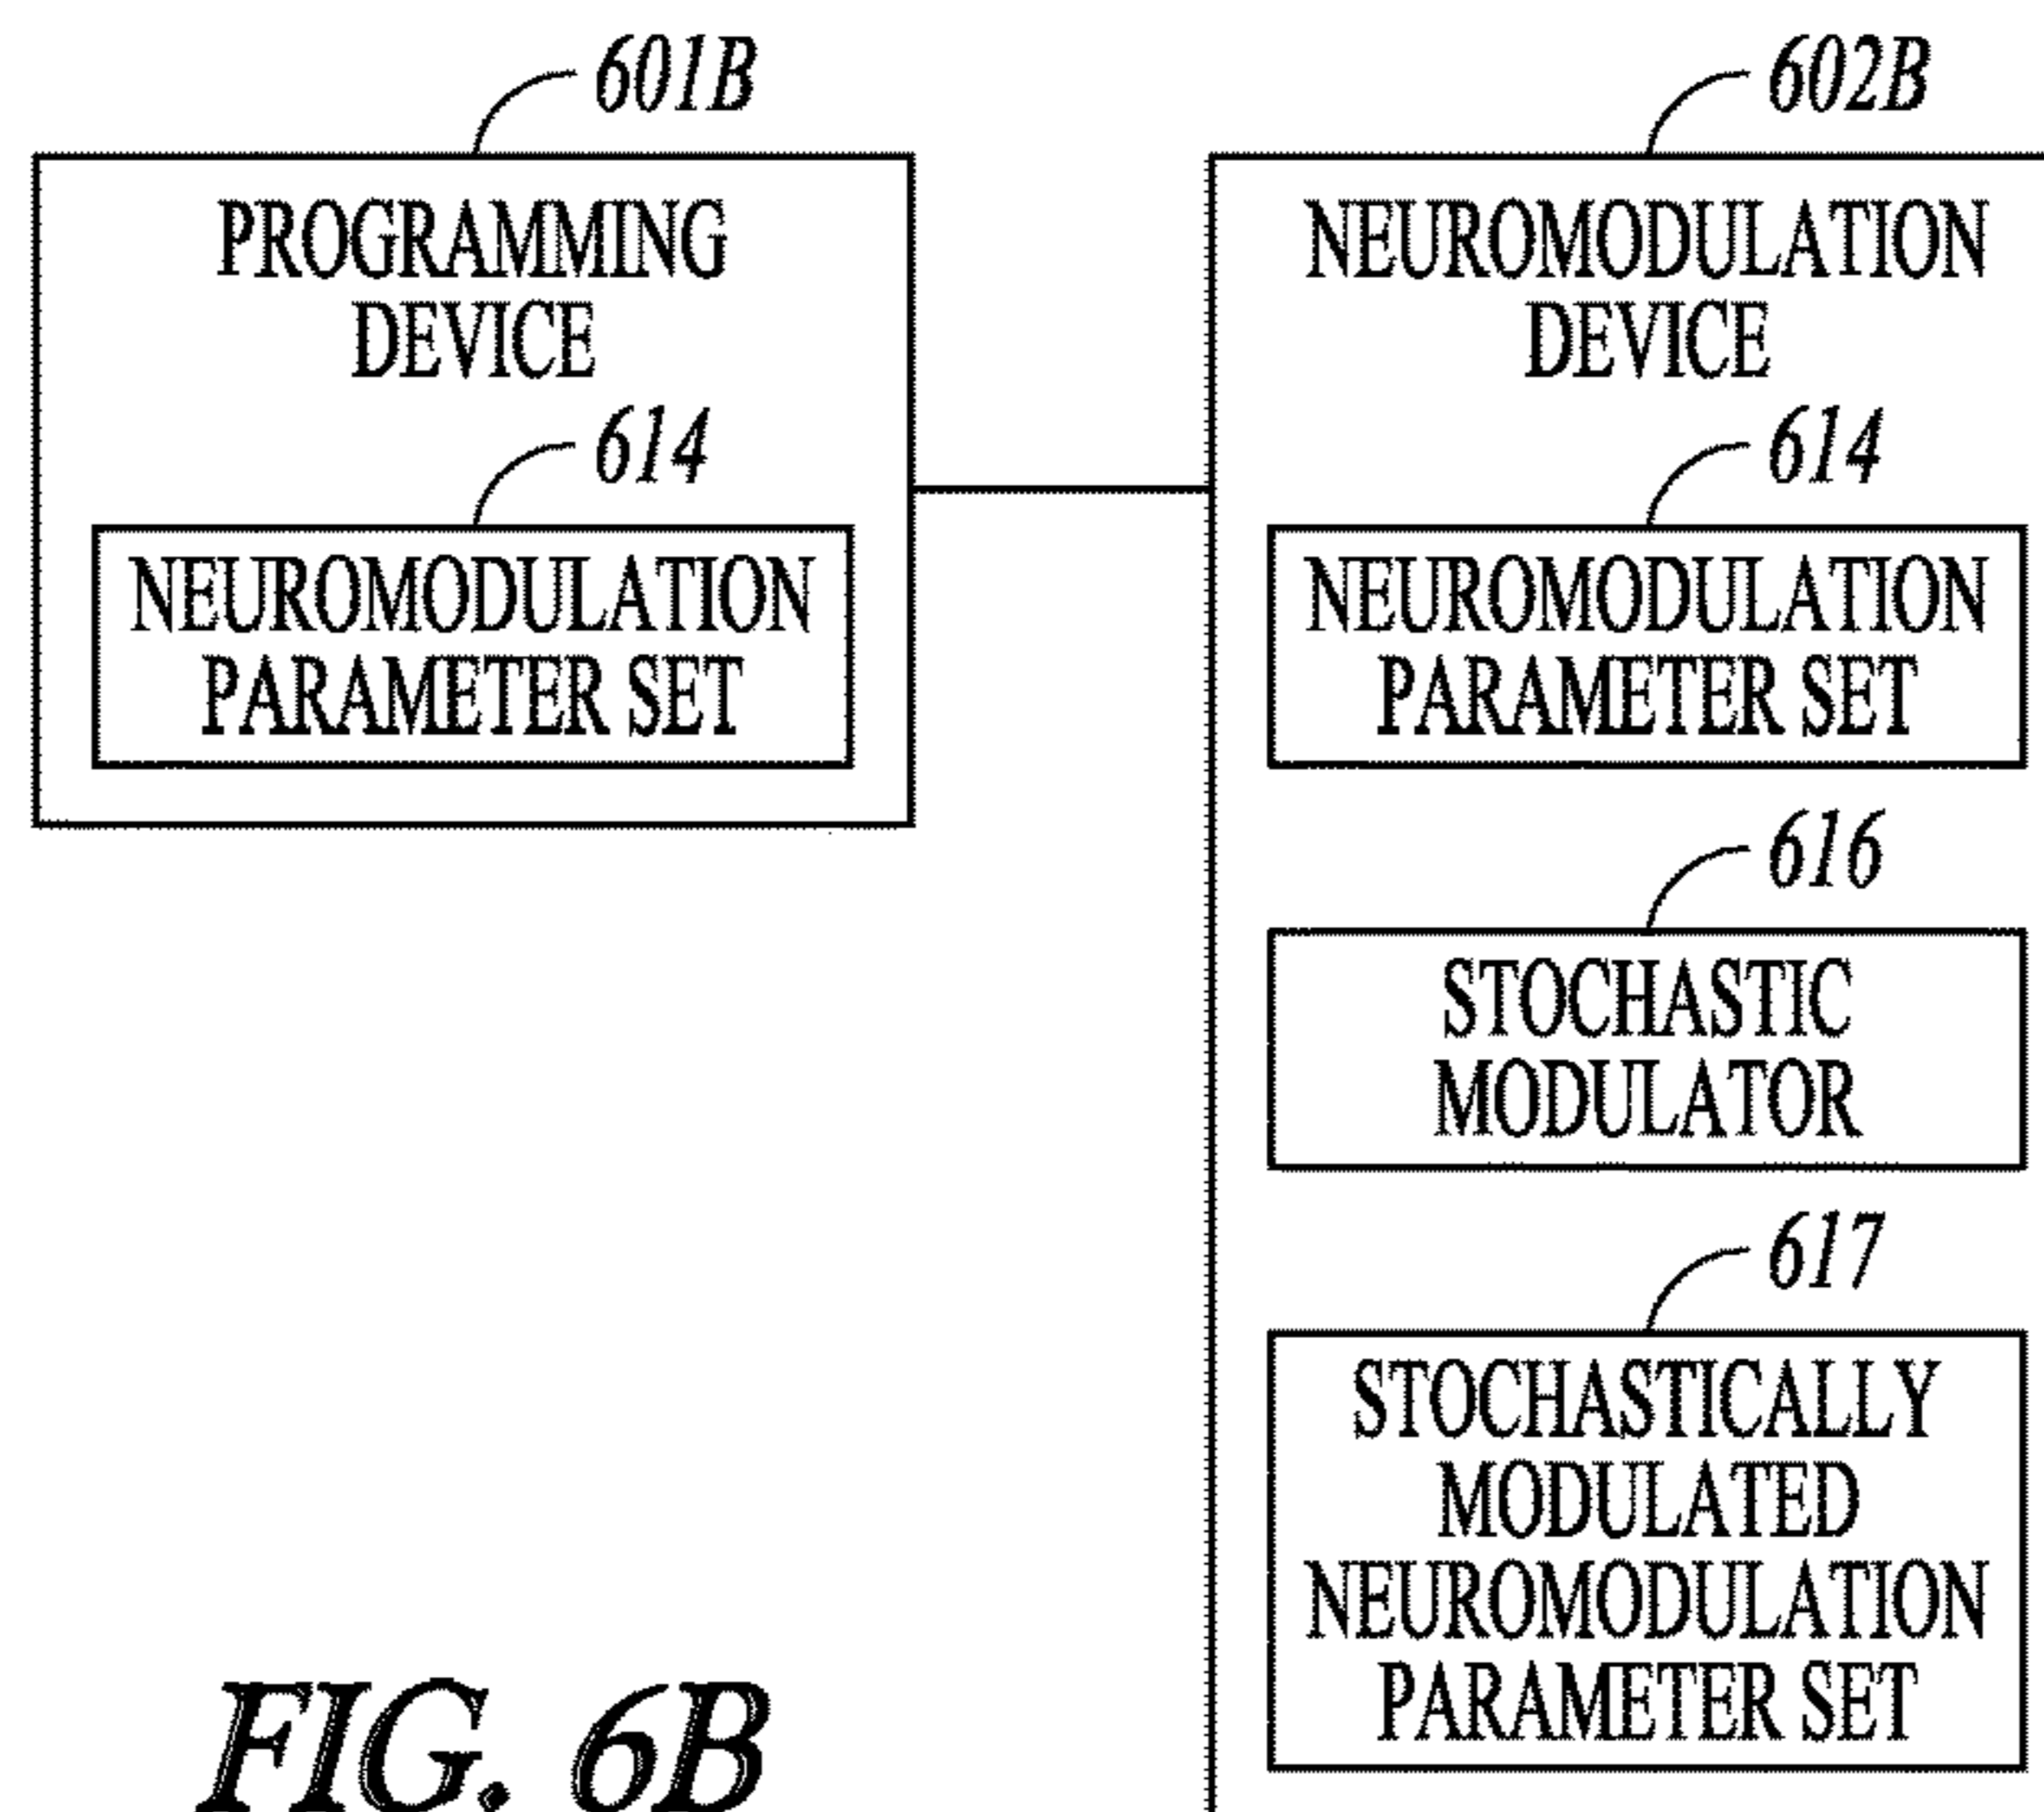 601B
PROGRAMMING
DEVICE
614
NEUROMODULATION
PARAMETER SET
602B
NEUROMODULATION
DEVICE
614
NEUROMODULATION
PARAMETER SET
616
STOCHASTIC
MODULATOR
617
STOCHASTICALLY
MODULATED
NEUROMODULATION
PARAMETER SET
FIG. 6B